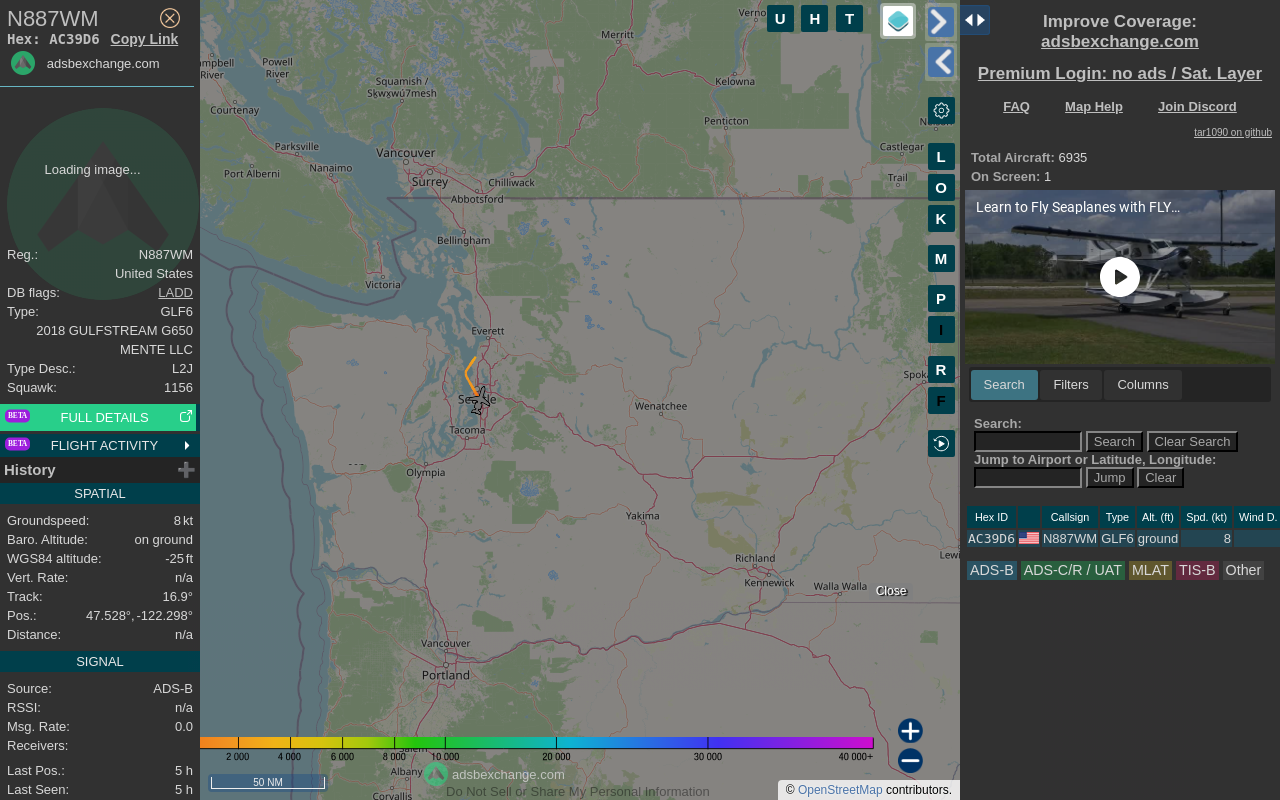 N887WM
Hex: AC39D6 Copy Link
adsbexchange.com
Loading image...
Reg.: N887WM
United States
DB flags: LADD
Type: GLF6
2018 GULFSTREAM G650
MENTE LLC
Type Desc.: L2J
Squawk: 1156
BETA FULL DETAILS
BETA FLIGHT ACTIVITY
History
SPATIAL
Groundspeed: 8 kt
Baro. Altitude: on ground
WGS84 altitude: -25 ft
Vert. Rate: n/a
Track: 16.9°
Pos.: 47.528°, -122.298°
Distance: n/a
SIGNAL
Source: ADS-B
RSSI: n/a
Msg. Rate: 0.0
Receivers:
Last Pos.: 5 h
Last Seen: 5 h
Merritt
Powell
River
River
Squamish /
Sḵwx̱wú7mesh
Kelowna
Courtenay
Penticton
Parksville
Vancouver
Nanaimo
Castlegar
Port Alberni
Surrey
Chilliwack
Trail
Abbotsford
Bellingham
Victoria
Everett
Wenatchee
Tacoma
Olympia
Yakima
Richland
Kennewick
Walla Walla
Vancouver
Portland
Albany
Corvallis
U H T
L
O
K
M
P
I
R
F
Close
2 000 4 000 6 000 8 000 10 000 20 000 30 000 40 000+
50 NM
adsbexchange.com
Do Not Sell or Share My Personal Information
© OpenStreetMap contributors.
Improve Coverage:
adsbexchange.com
Premium Login: no ads / Sat. Layer
FAQ Map Help Join Discord
tar1090 on github
Total Aircraft: 6935
On Screen: 1
Learn to Fly Seaplanes with FLY...
Search Filters Columns
Search:
Search Clear Search
Jump to Airport or Latitude, Longitude:
Jump Clear
Hex ID Callsign Type Alt. (ft) Spd. (kt) Wind D.
AC39D6 N887WM GLF6 ground 8
ADS-B ADS-C/R / UAT MLAT TIS-B Other